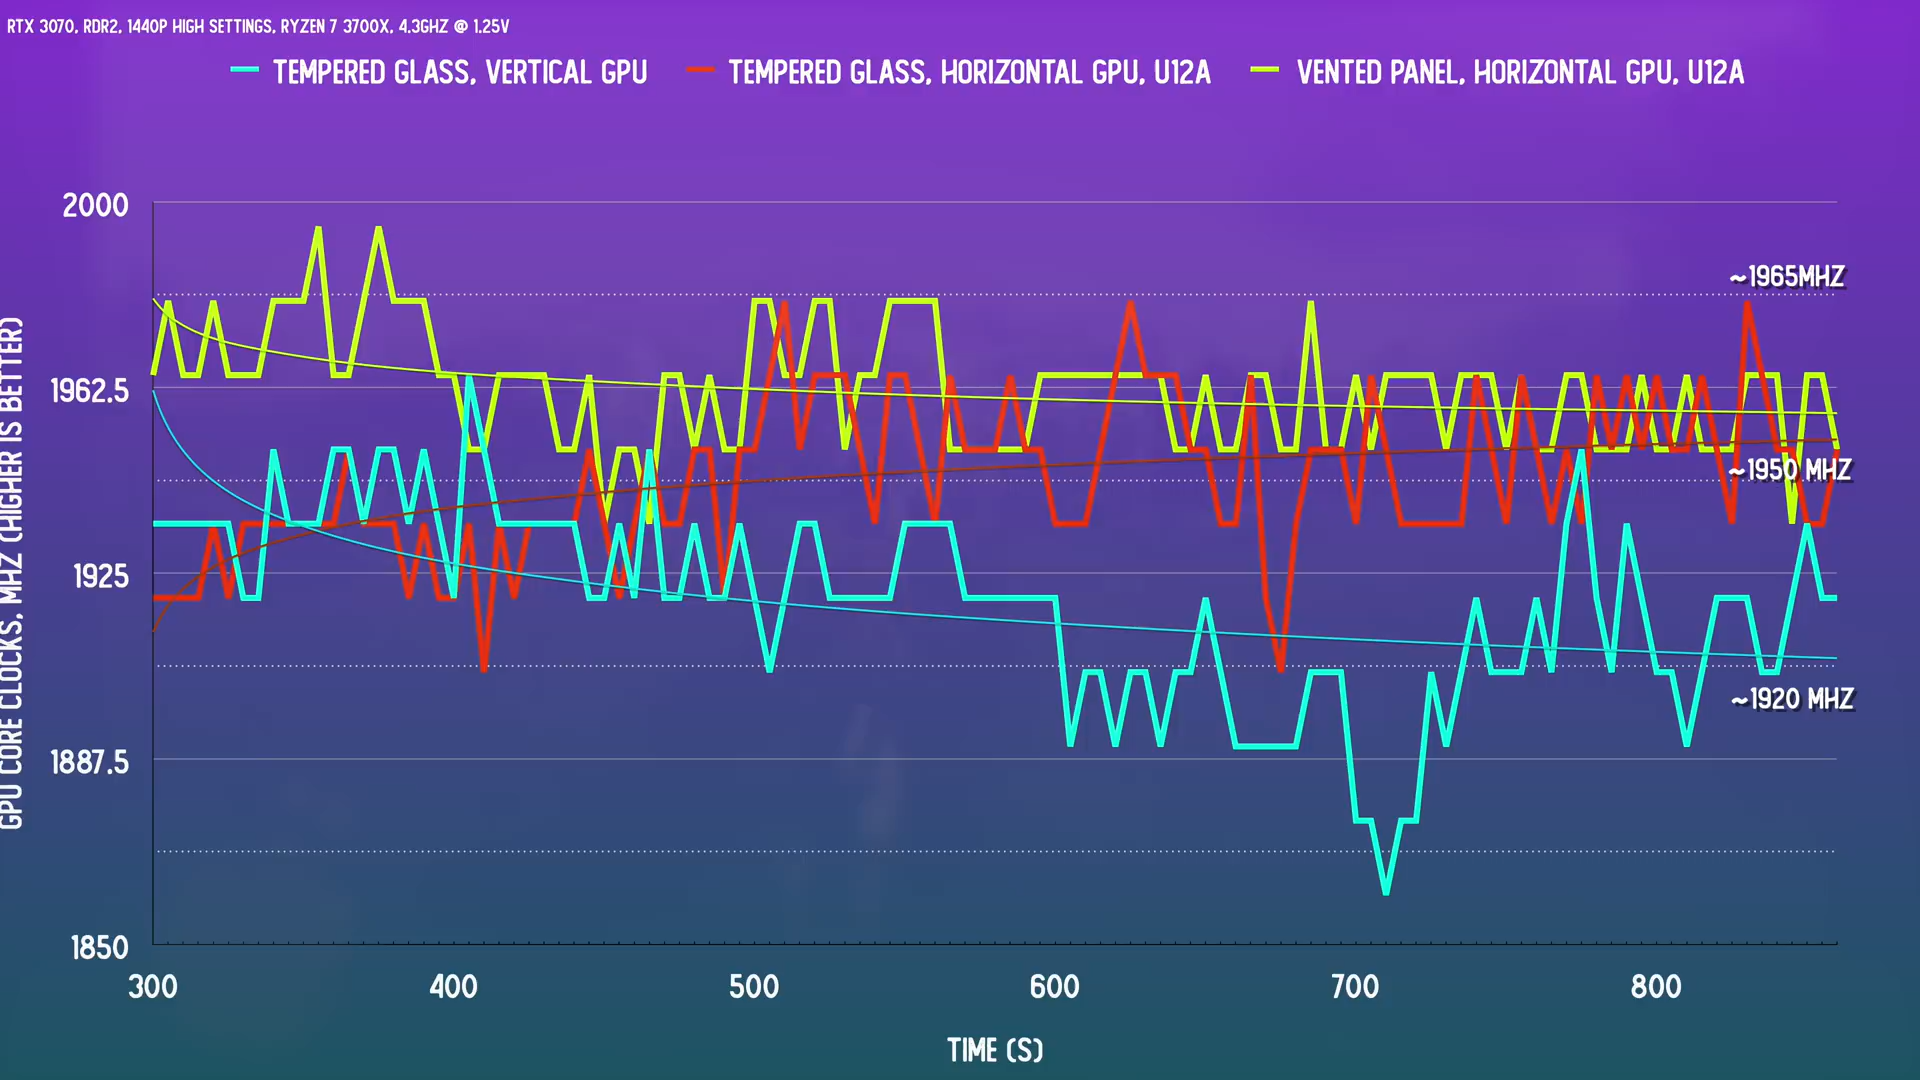 RTX 3070, RDR2, 1440P HIGH SETTINGS, RYZEN 7 3700X, 4.3GHZ @ 1.25V
TEMPERED GLASS, VERTICAL GPU TEMPERED GLASS, HORIZONTAL GPU, U12A VENTED PANEL, HORIZONTAL GPU, U12A
GPU CORE CLOCKS, MHZ (HIGHER IS BETTER)
2000
1962.5
1925
1887.5
1850
~1965MHZ
~1950 MHZ
~1920 MHZ
300 400 500 600 700 800
TIME (S)